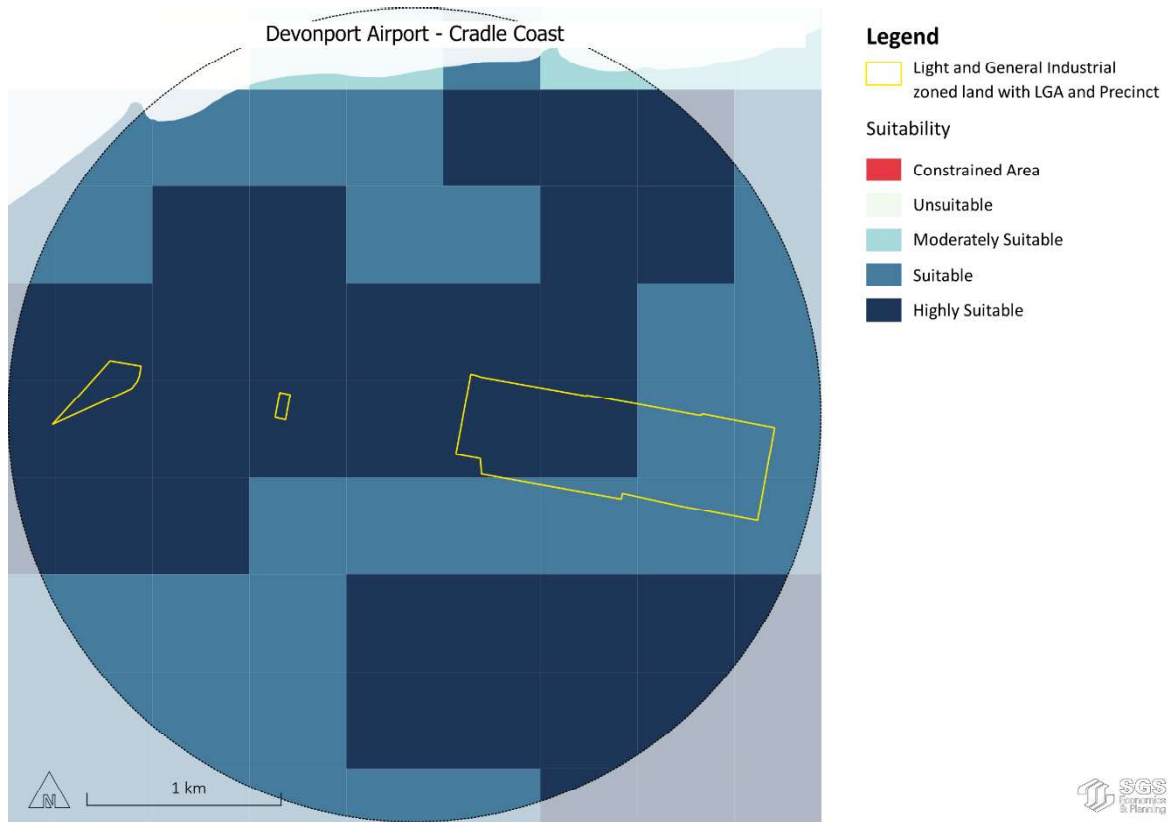 Devonport Airport - Cradle Coast
Legend
Light and General Industrial
zoned land with LGA and Precinct
Suitability
Constrained Area
Unsuitable
Moderately Suitable
Suitable
Highly Suitable
N
1 km
SGS
Economics
& Planning